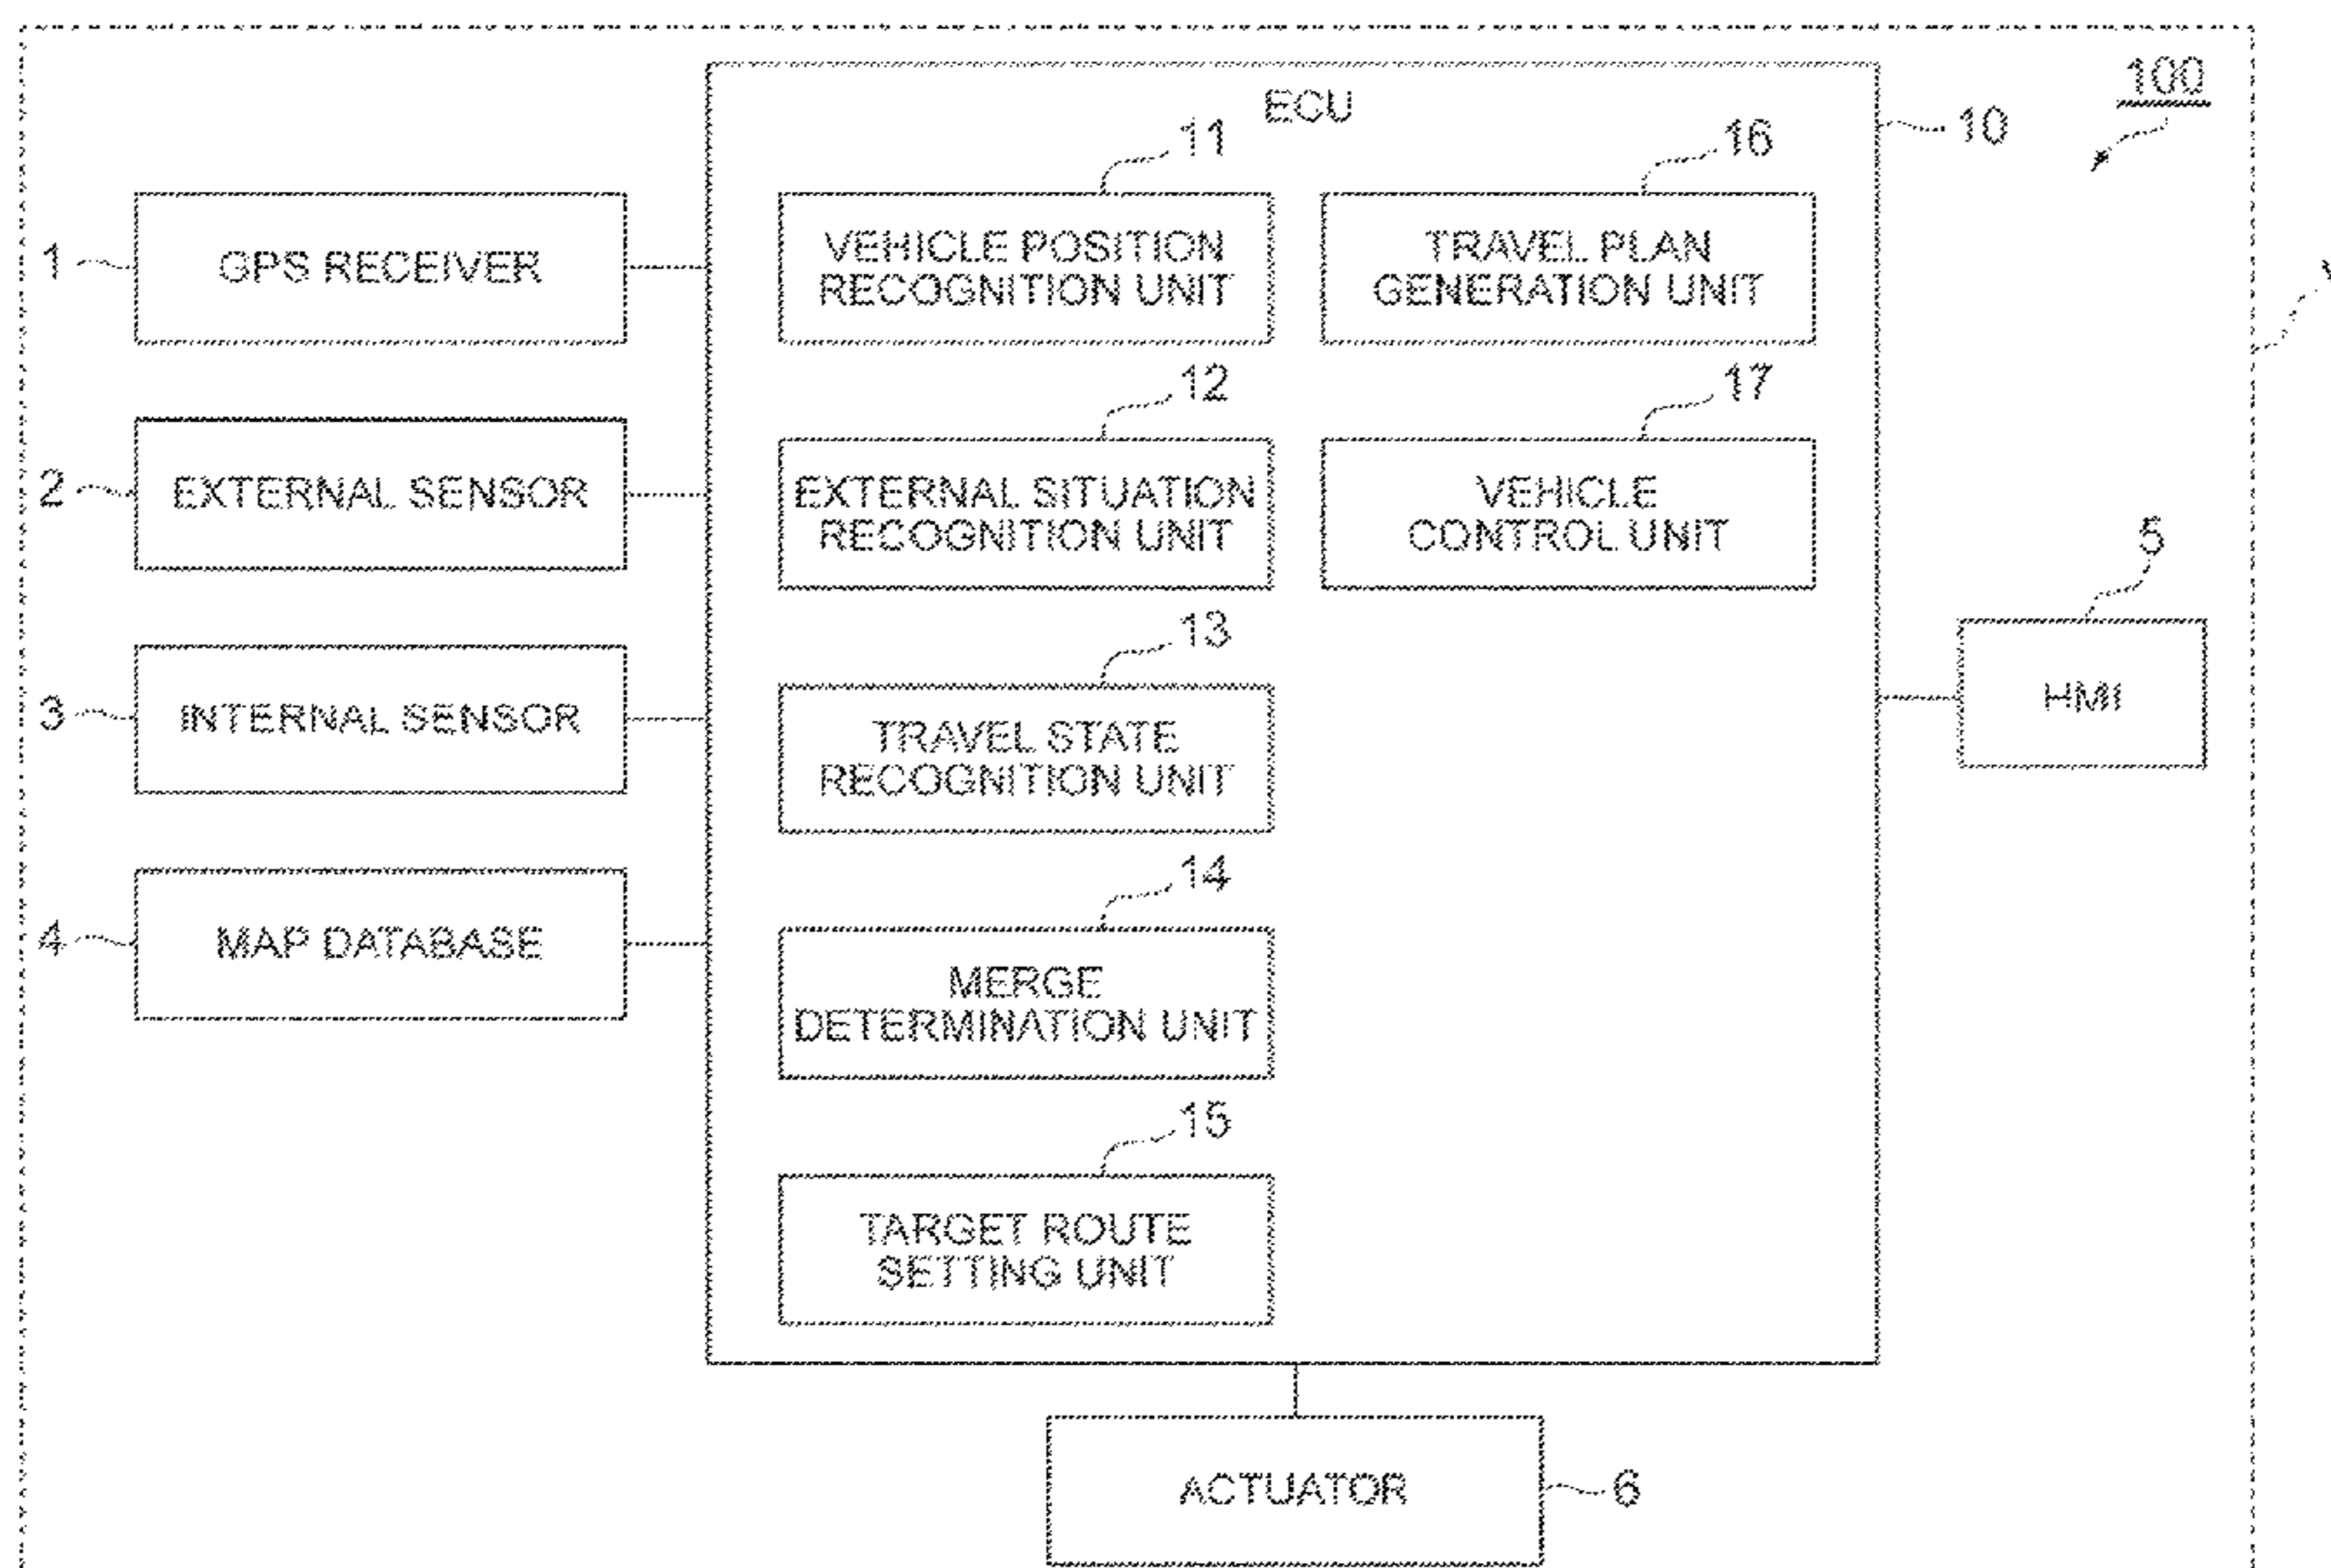 100
ECU
10
11
16
1
GPS RECEIVER
VEHICLE POSITION
RECOGNITION UNIT
TRAVEL PLAN
GENERATION UNIT
12
17
2
EXTERNAL SENSOR
EXTERNAL SITUATION
RECOGNITION UNIT
VEHICLE
CONTROL UNIT
5
HMI
13
3
INTERNAL SENSOR
TRAVEL STATE
RECOGNITION UNIT
14
4
MAP DATABASE
MERGE
DETERMINATION UNIT
15
TARGET ROUTE
SETTING UNIT
ACTUATOR
6